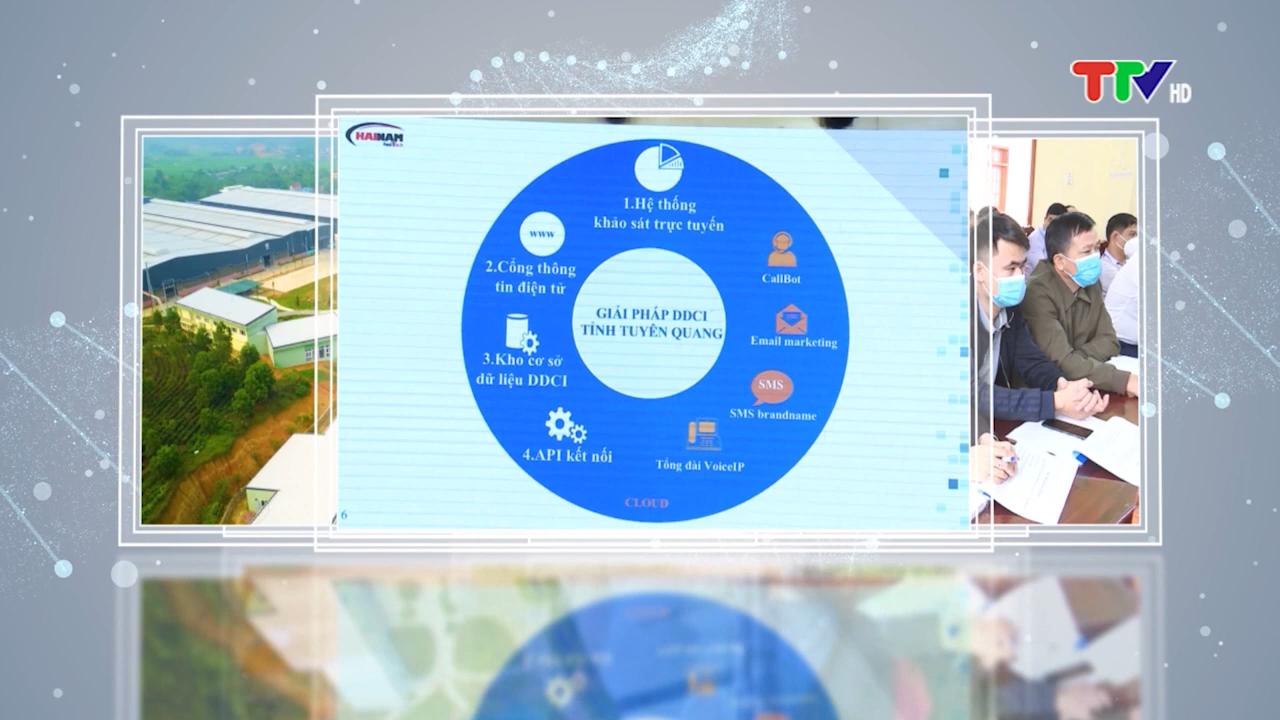 TTV HD
HAINAM
1.Hệ thống
khảo sát trực tuyến
www
2.Cổng thông
tin điện tử
CallBot
GIẢI PHÁP DDCI
TỈNH TUYÊN QUANG
Email marketing
3.Kho cơ sở
dữ liệu DDCI
SMS
SMS brandname
4.API kết nối
Tổng đài VoiceIP
CLOUD
6